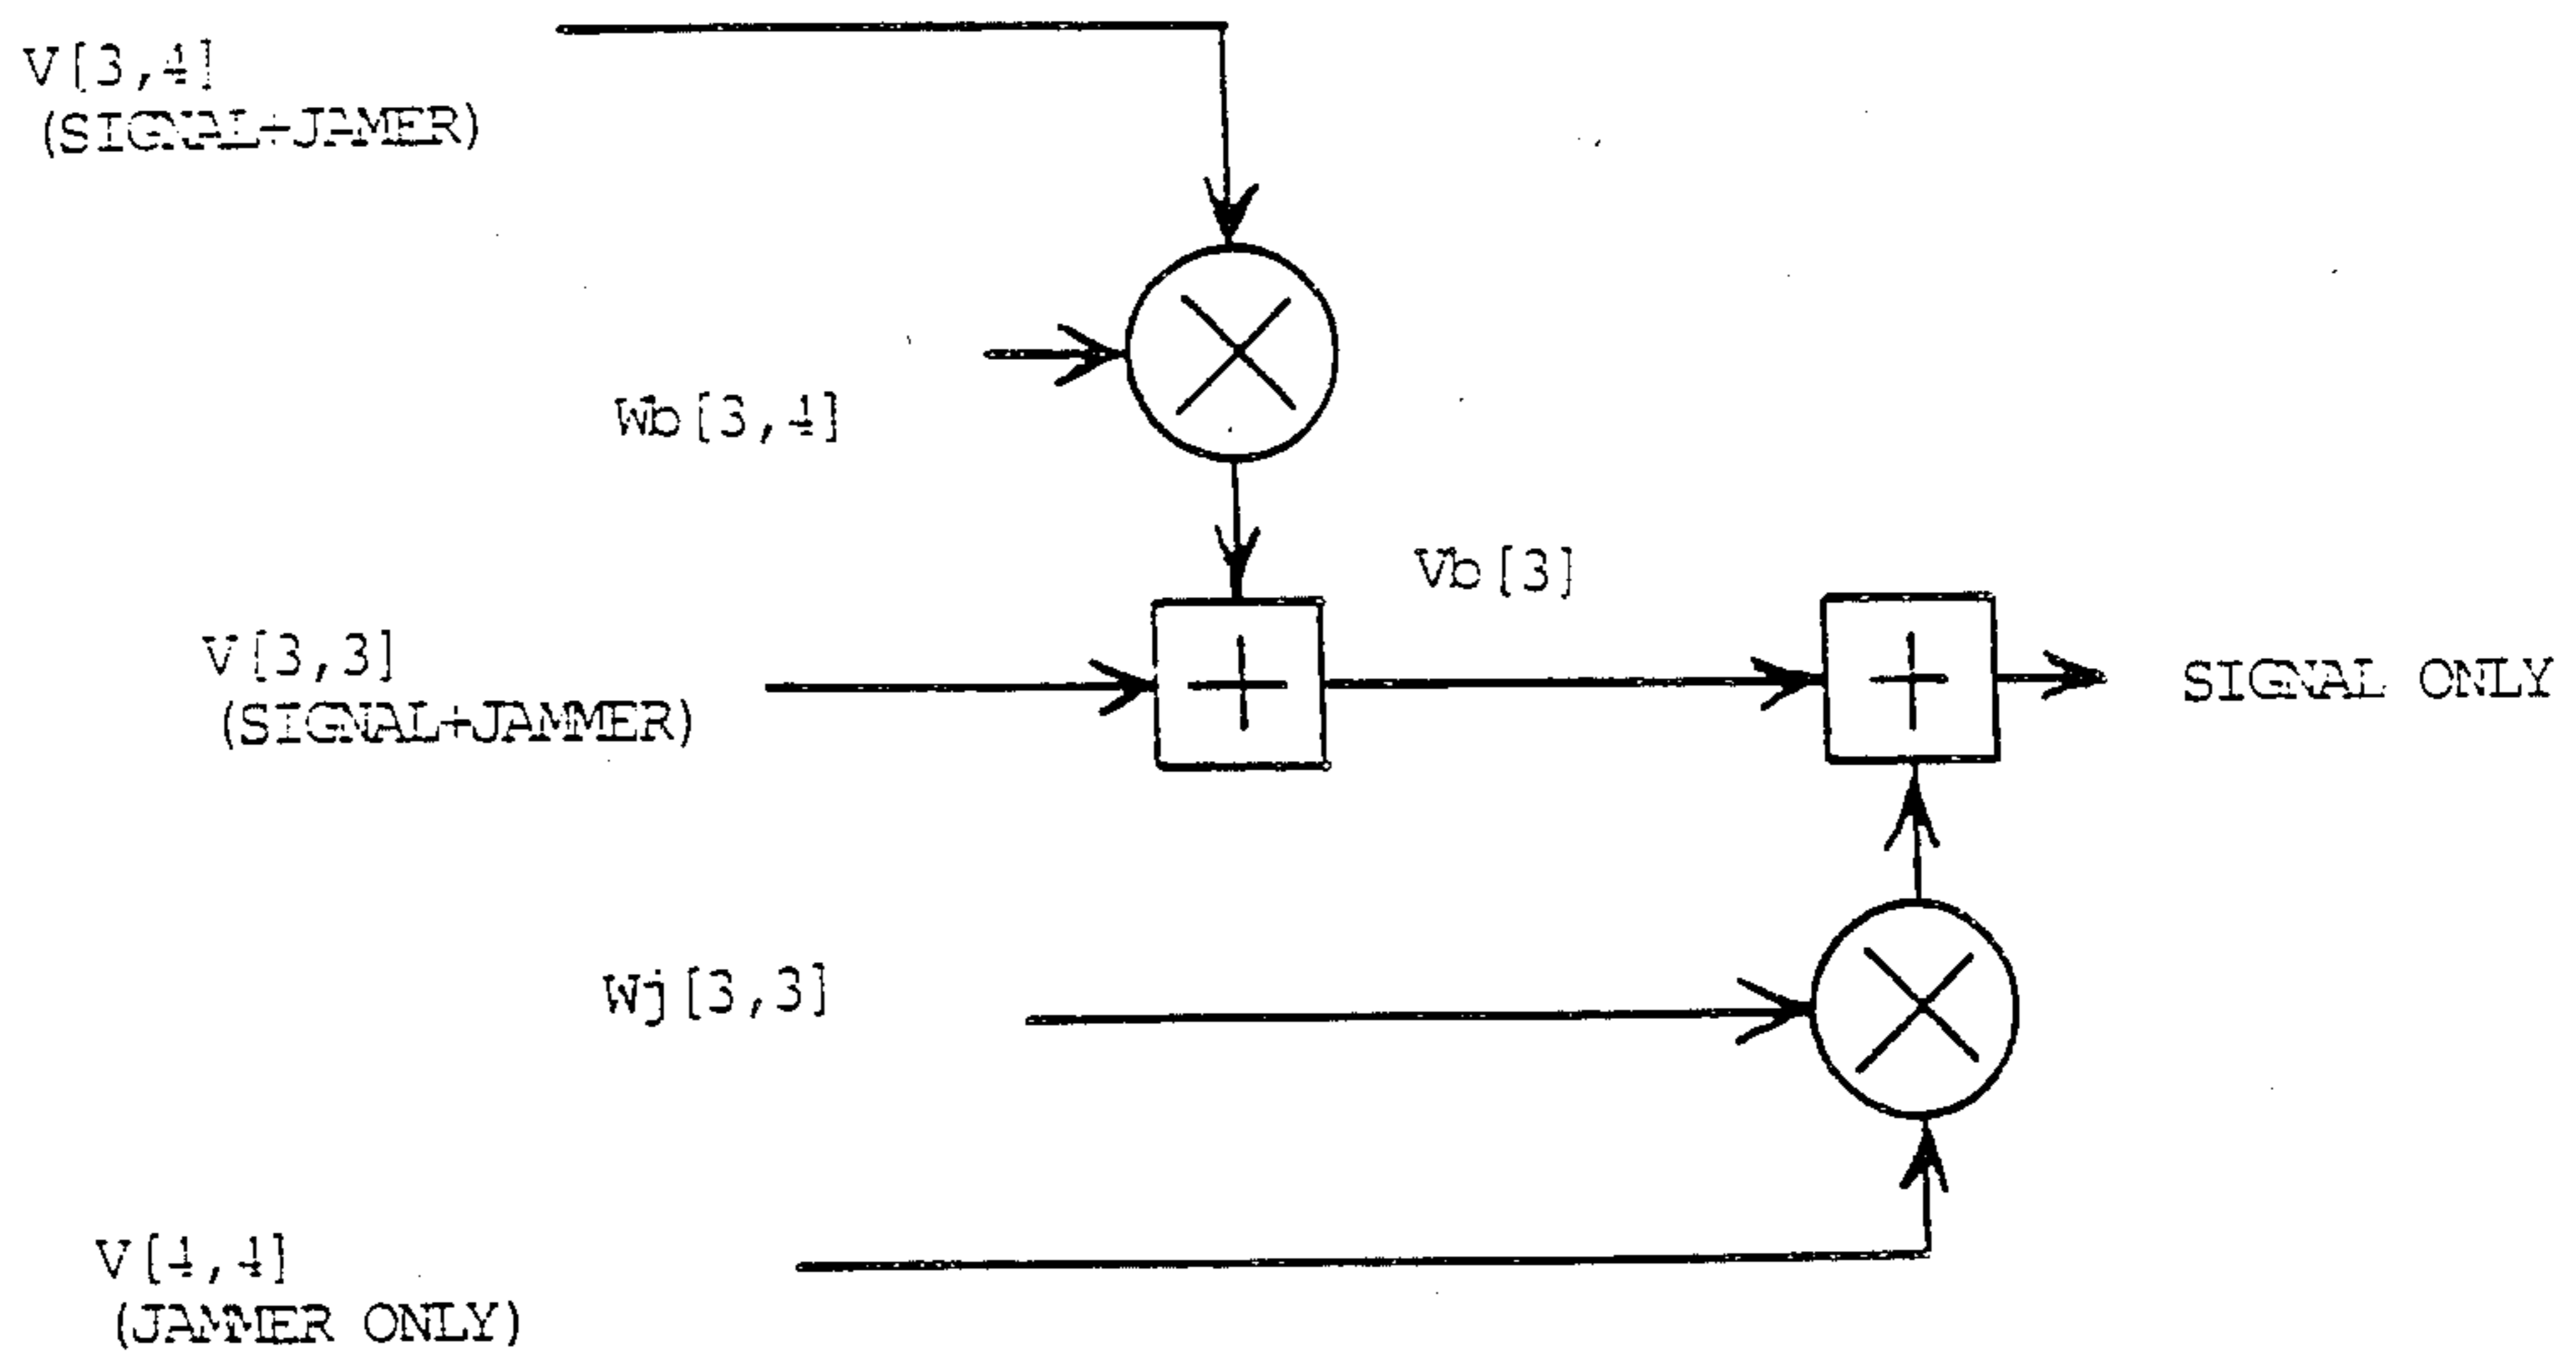 V[3,4]
(SIGNAL+JAMER)
Wb[3,4]
Vb[3]
V[3,3]
(SIGNAL+JAMMER)
SIGNAL ONLY
Wj[3,3]
V[4,4]
(JAMMER ONLY)